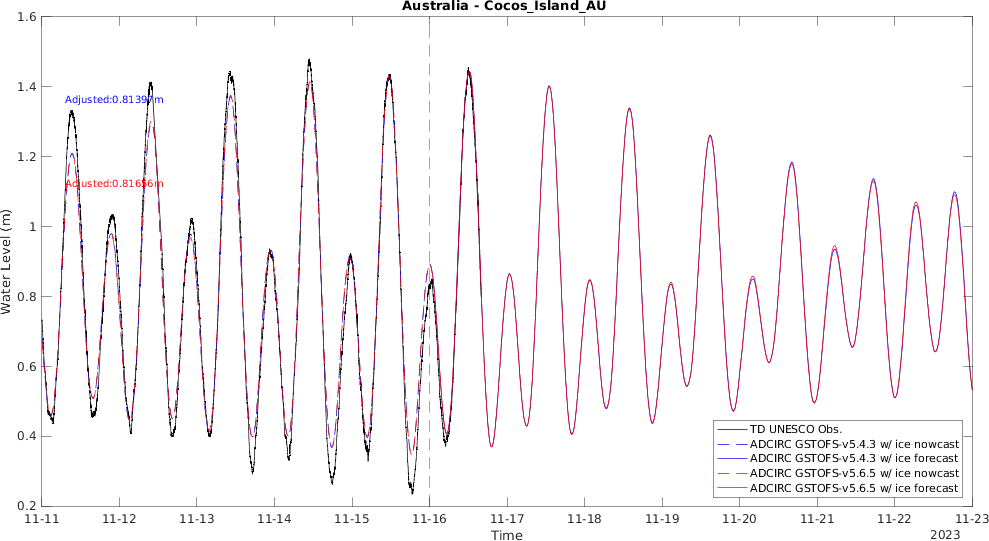 Australia - Cocos_Island_AU
1.6
1.4
1.2
1
0.8
0.6
0.4
0.2
Water Level (m)
Adjusted:0.81397m
Adjusted:0.81656m
TD UNESCO Obs.
ADCIRC GSTOFS-v5.4.3 w/ ice nowcast
ADCIRC GSTOFS-v5.4.3 w/ ice forecast
ADCIRC GSTOFS-v5.6.5 w/ ice nowcast
ADCIRC GSTOFS-v5.6.5 w/ ice forecast
11-11 11-12 11-13 11-14 11-15 11-16 11-17 11-18 11-19 11-20 11-21 11-22 11-23
Time
2023